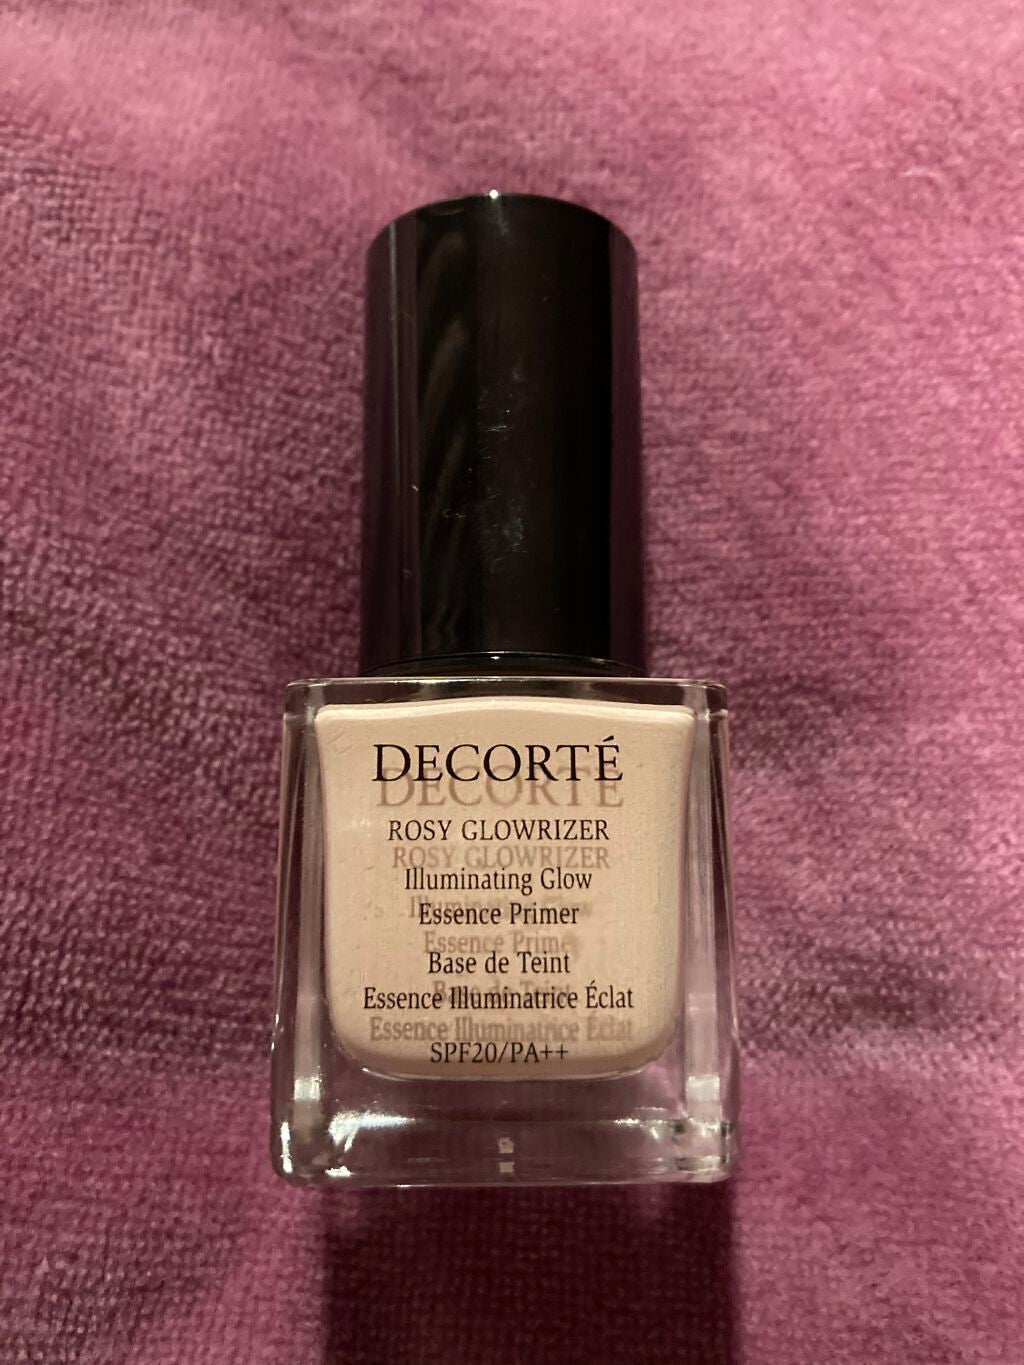 DECORTÉ
ROSY GLOWRIZER
Illuminating Glow
Essence Primer
Base de Teint
Essence Illuminatrice Éclat
SPF20/PA++